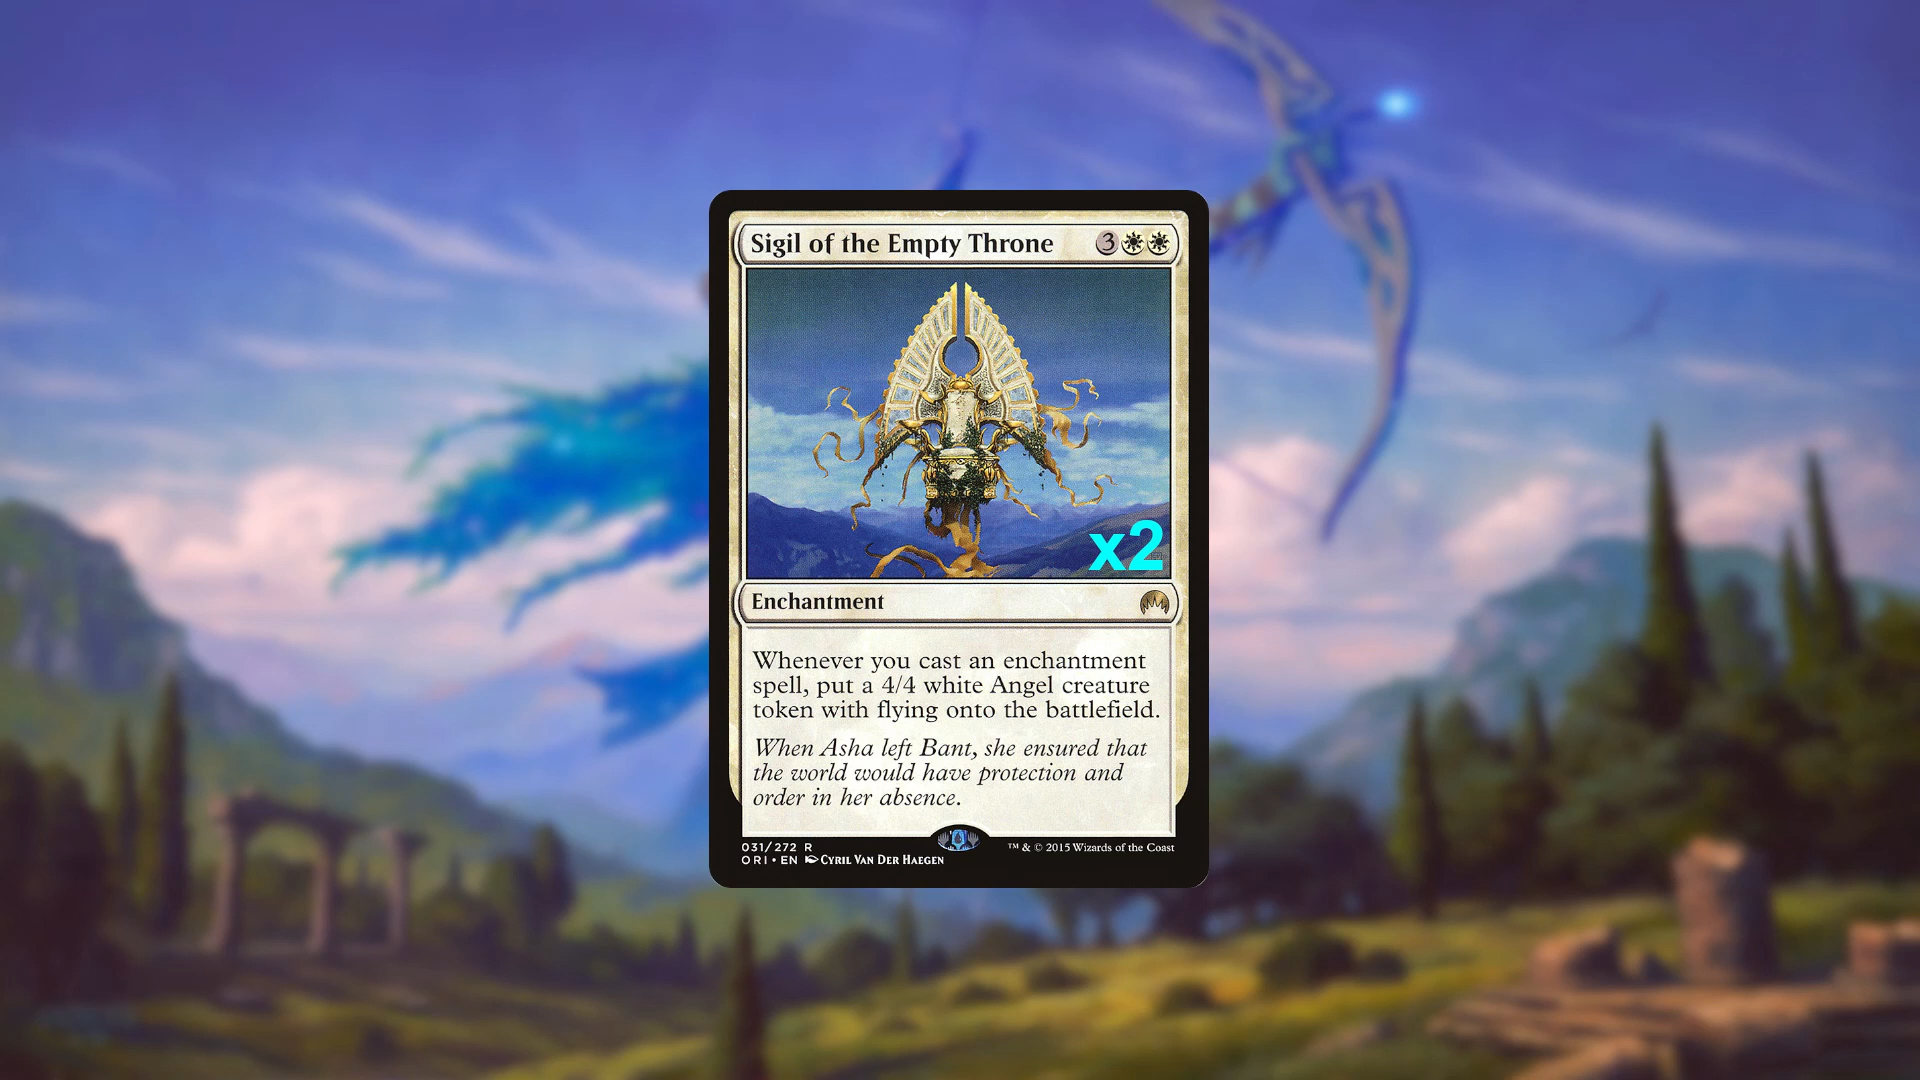 Sigil of the Empty Throne 3
x2
Enchantment
Whenever you cast an enchantment
spell, put a 4/4 white Angel creature
token with flying onto the battlefield.
When Asha left Bant, she ensured that
the world would have protection and
order in her absence.
031/272 R
ORI • EN Cyril Van Der Haegen
™ & © 2015 Wizards of the Coast